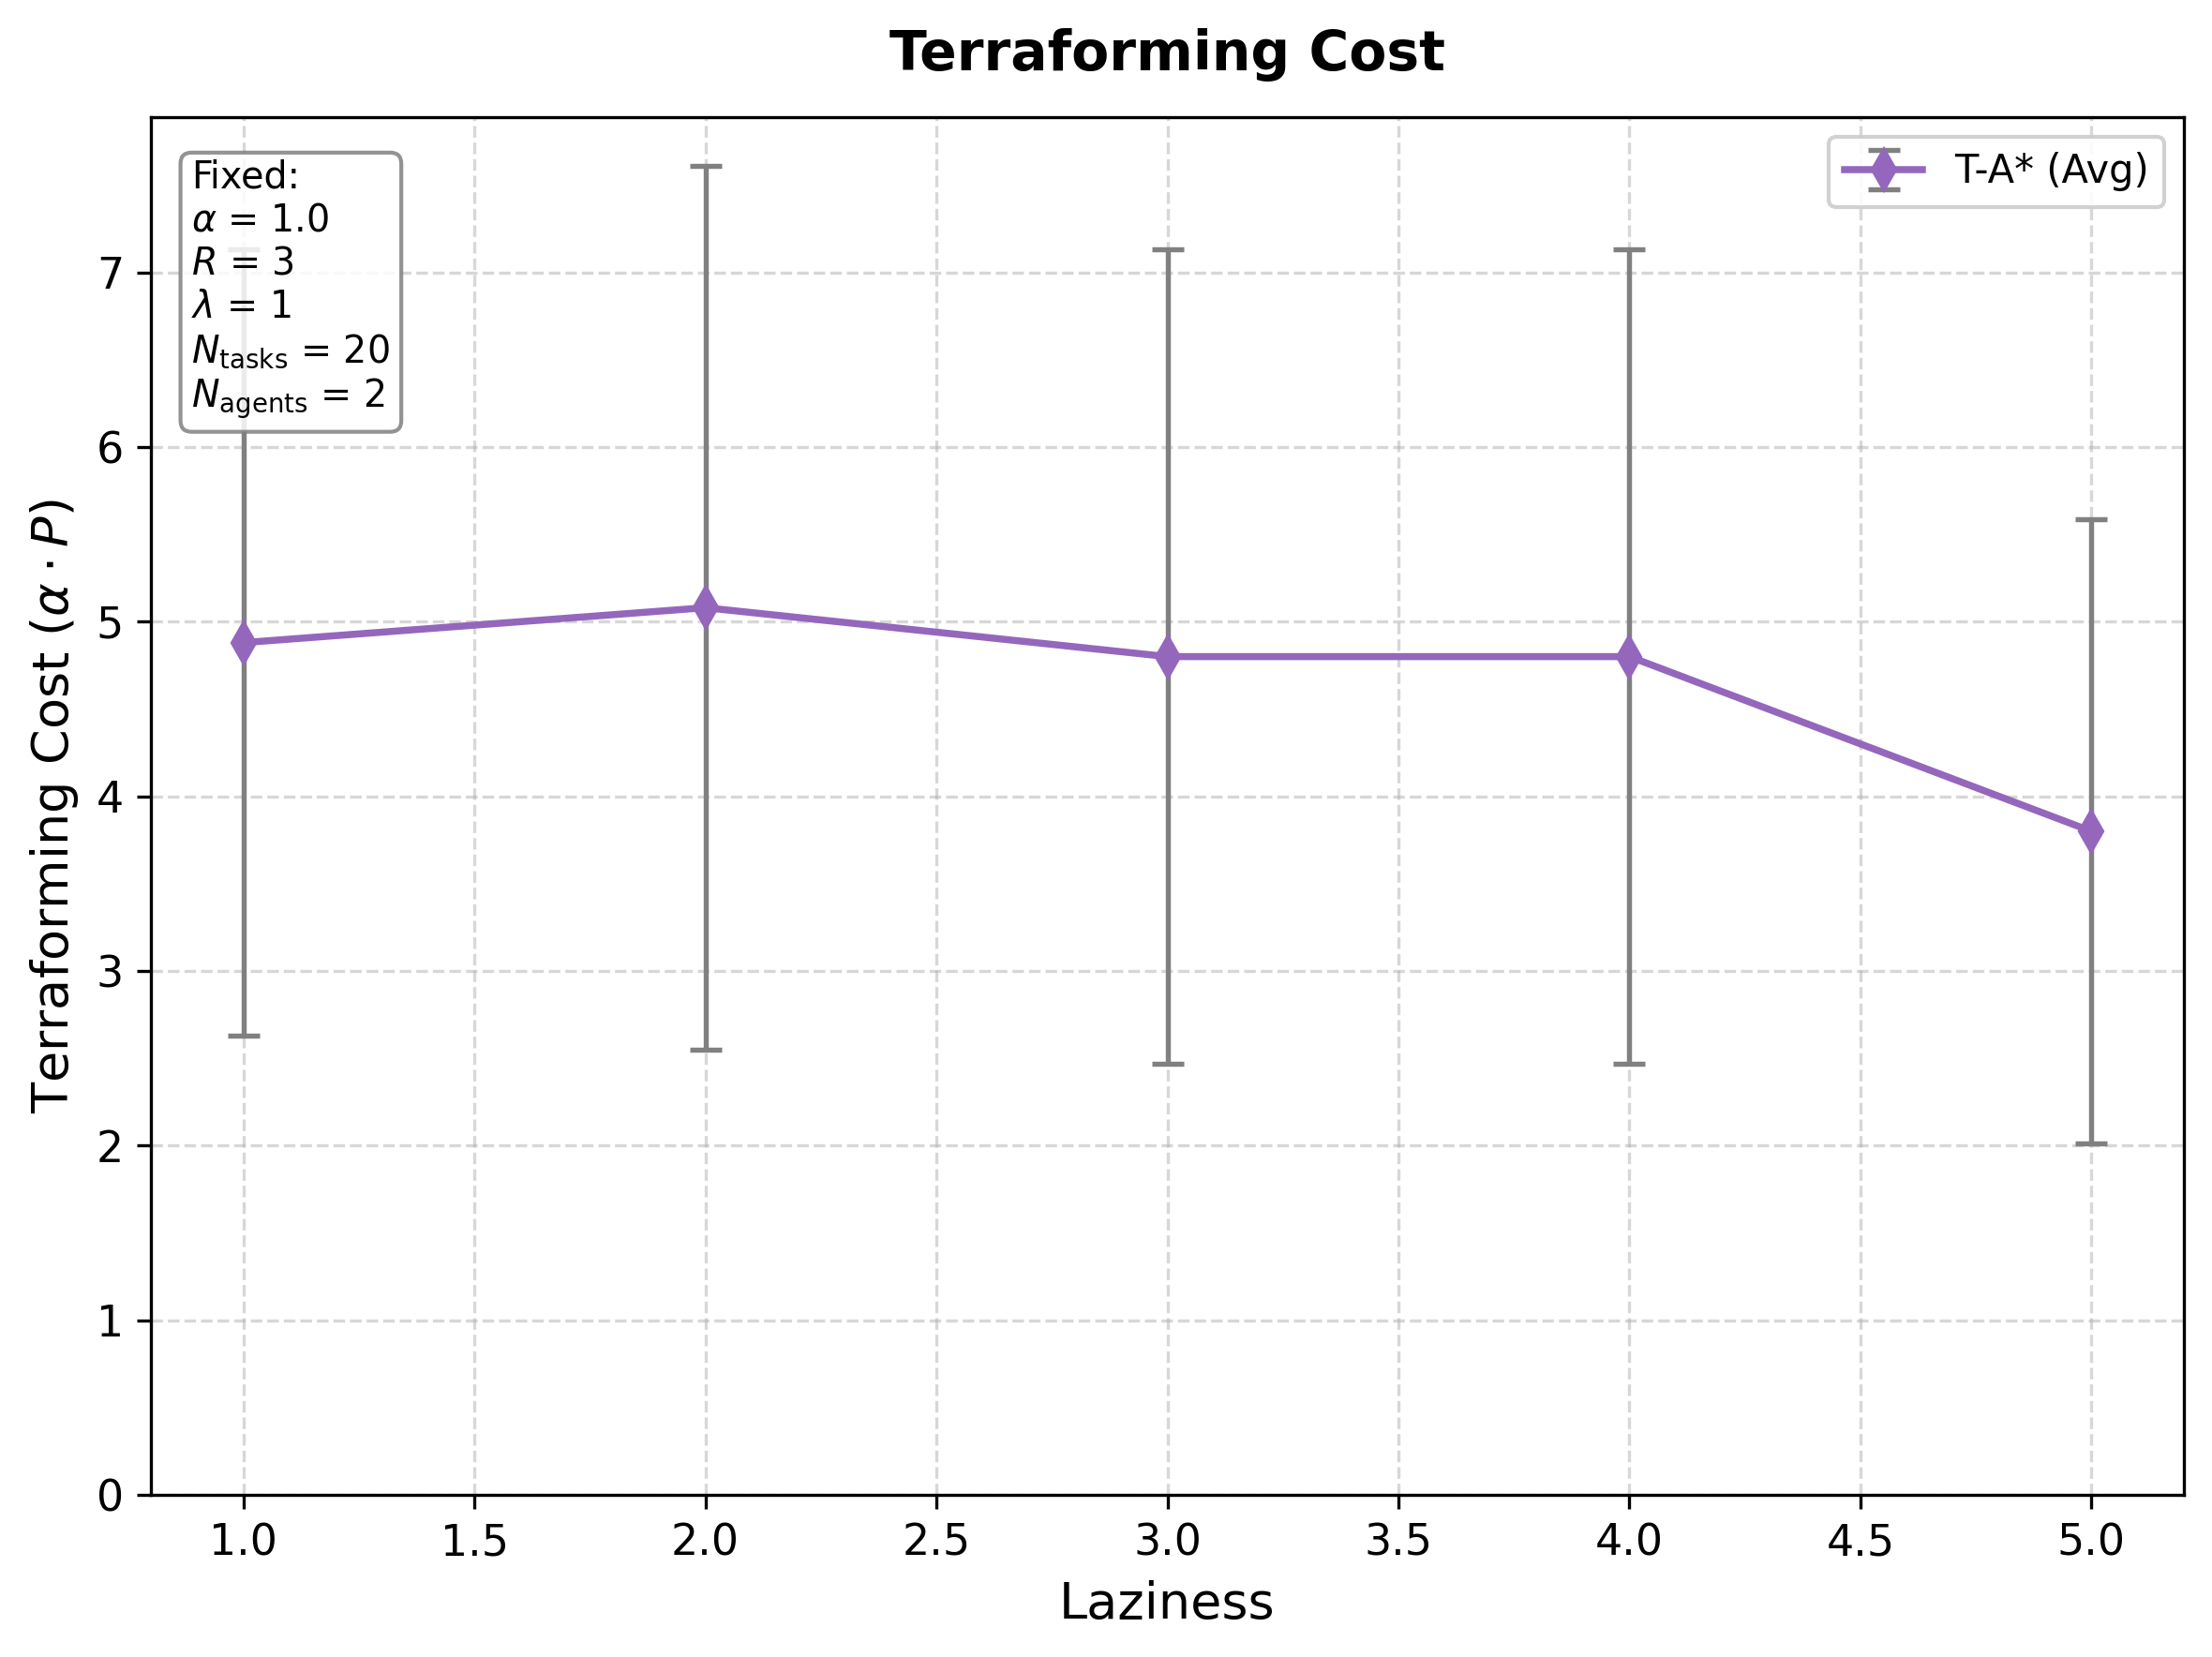 Terraforming Cost
Fixed:
α = 1.0
R = 3
λ = 1
N_tasks = 20
N_agents = 2
T-A* (Avg)
Terraforming Cost (α · P)
7
6
5
4
3
2
1
0
1.0 1.5 2.0 2.5 3.0 3.5 4.0 4.5 5.0
Laziness